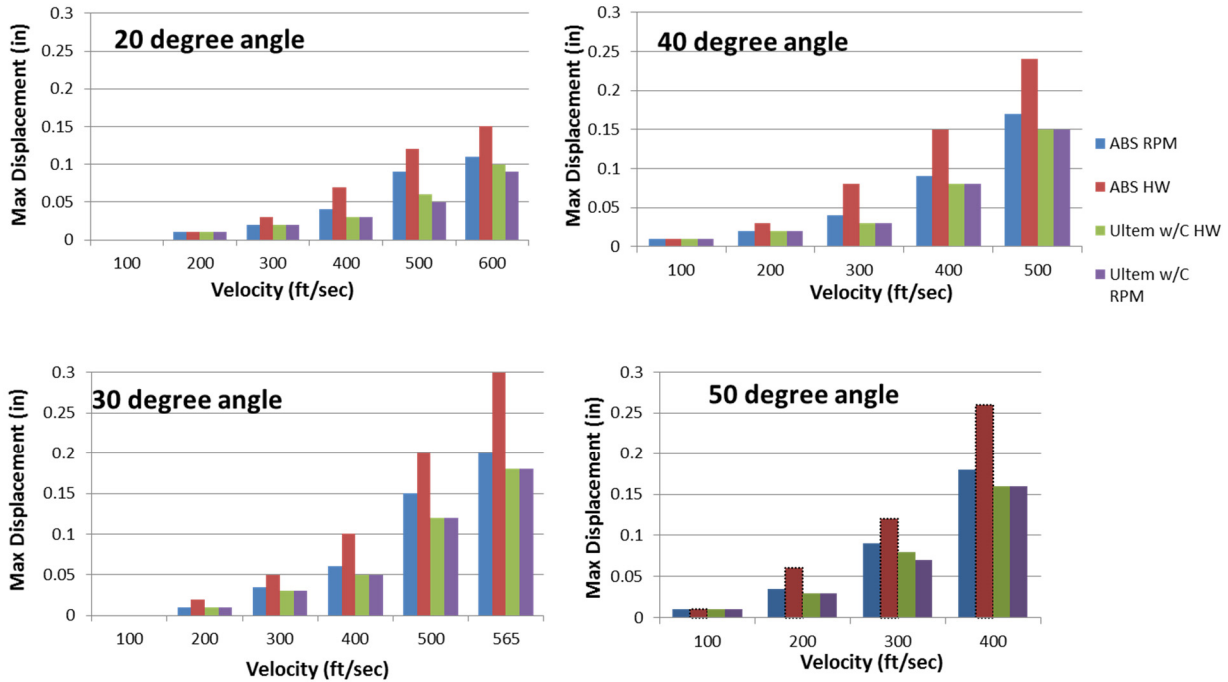 20 degree angle
Max Displacement (in)
0.3
0.25
0.2
0.15
0.1
0.05
0
100 200 300 400 500 600
Velocity (ft/sec)
40 degree angle
Max Displacement (in)
0.3
0.25
0.2
0.15
0.1
0.05
0
100 200 300 400 500
Velocity (ft/sec)
ABS RPM
ABS HW
Ultem w/C HW
Ultem w/C
RPM
30 degree angle
Max Displacement (in)
0.3
0.25
0.2
0.15
0.1
0.05
0
100 200 300 400 500 565
Velocity (ft/sec)
50 degree angle
Max Displacement (in)
0.3
0.25
0.2
0.15
0.1
0.05
0
100 200 300 400
Velocity (ft/sec)